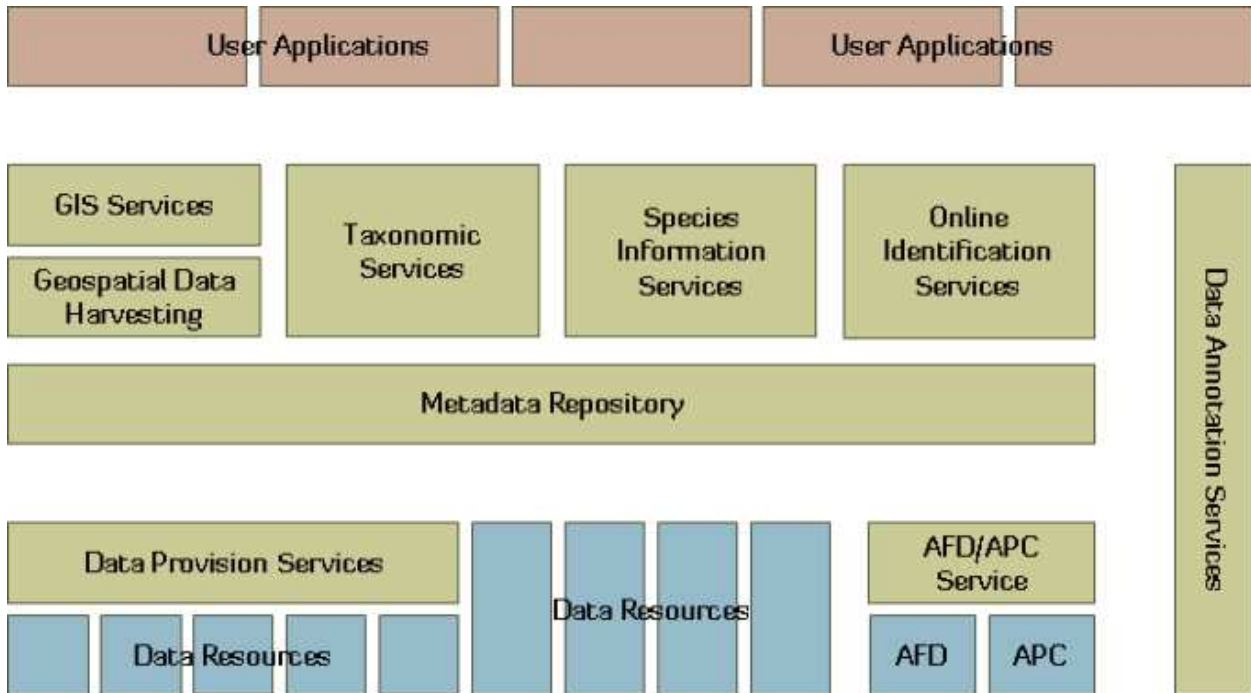 User Applications
User Applications
GIS Services
Geospatial Data
Harvesting
Taxonomic
Services
Species
Information
Services
Online
Identification
Services
Data Annotation Services
Metadata Repository
Data Provision Services
Data Resources
Data Resources
AFD/APC
Service
AFD
APC